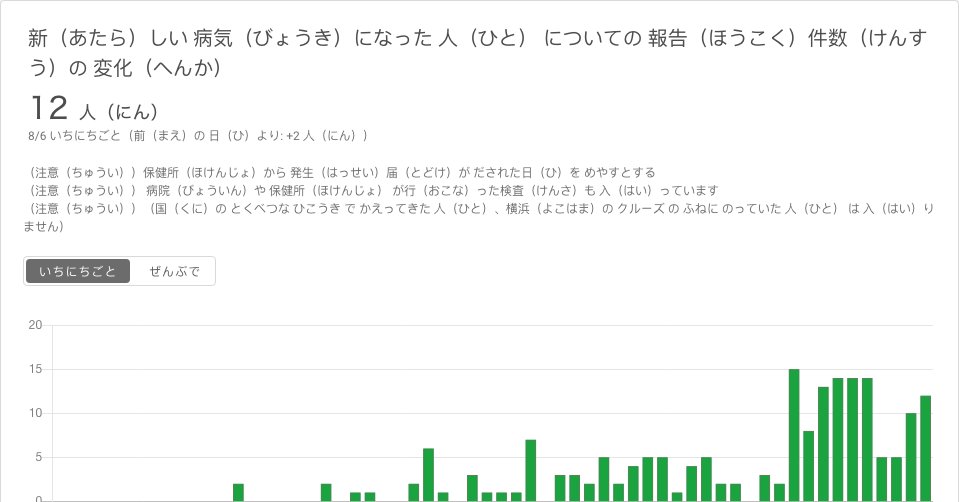 新（あたら）しい 病気（びょうき）になった 人（ひと） についての 報告（ほうこく）件数（けんす
う）の 変化（へんか）
12 人（にん）
8/6 いちにちごと（前（まえ）の 日（ひ）より: +2 人（にん））
（注意（ちゅうい））保健所（ほけんじょ）から 発生（はっせい）届（とどけ）が だされた日（ひ）を めやすとする
（注意（ちゅうい）） 病院（びょういん）や 保健所（ほけんじょ） が行（おこな）った検査（けんさ）も 入（はい）っています
（注意（ちゅうい））（国（くに）の とくべつな ひこうき で かえってきた 人（ひと）、横浜（よこはま）の クルーズ の ふねに のっていた 人（ひと） は 入（はい）り
ません）
いちにちごと ぜんぶで
20
15
10
5
0